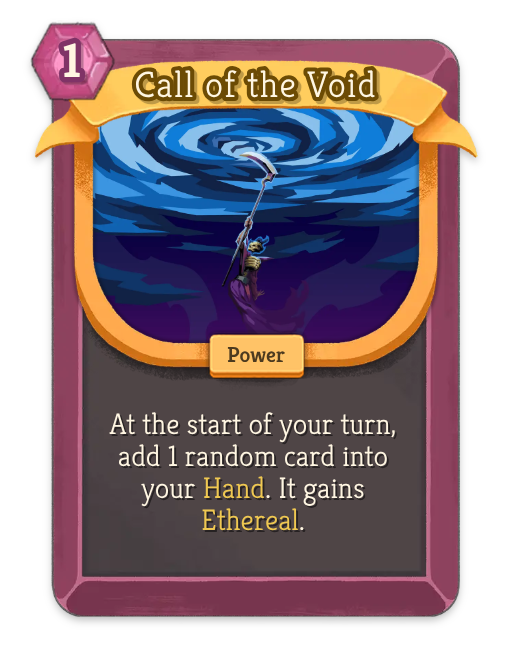 1
Call of the Void
Power
At the start of your turn,
add 1 random card into
your Hand. It gains
Ethereal.